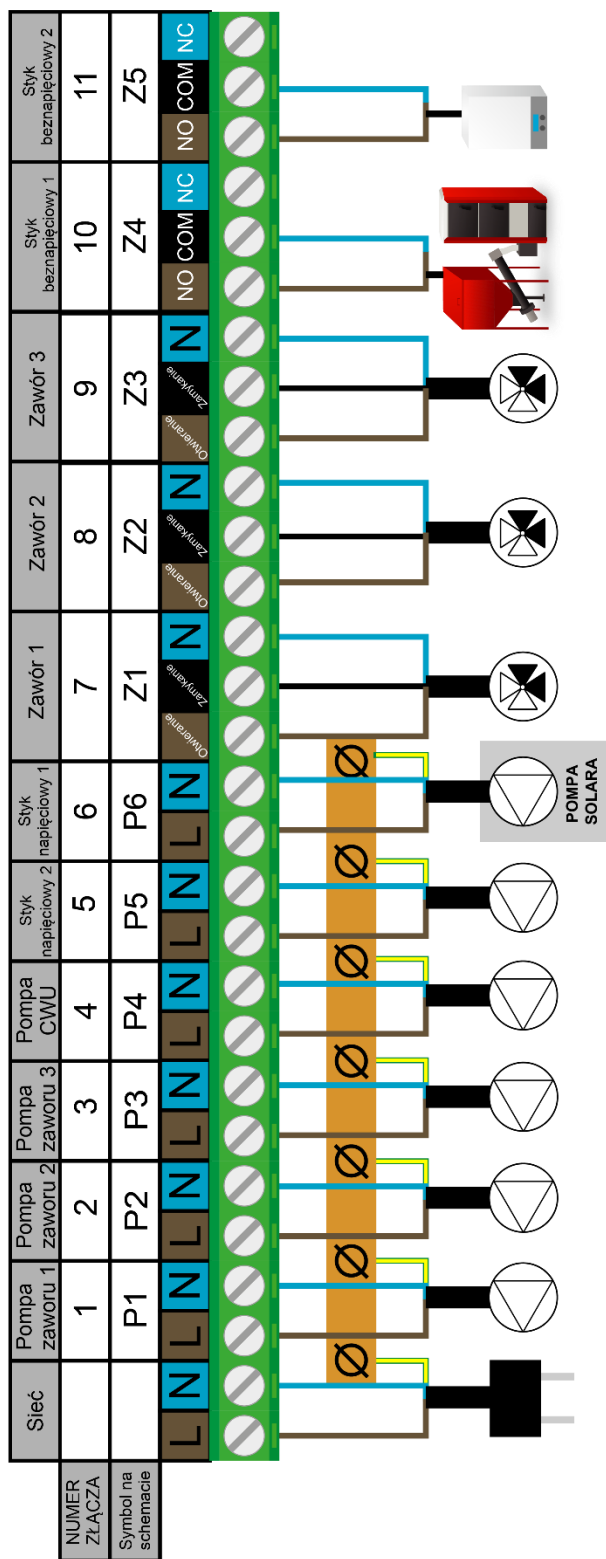 Sieć
Pompa
zaworu 1
Pompa
zaworu 2
Pompa
zaworu 3
Pompa
CWU
Styk
napięciowy 2
Styk
napięciowy 1
Zawór 1
Zawór 2
Zawór 3
Styk
beznapięciowy 1
Styk
beznapięciowy 2
NUMER
ZŁĄCZA
1 2 3 4 5 6 7 8 9 10 11
Symbol na
schemacie
P1 P2 P3 P4 P5 P6 Z1 Z2 Z3 Z4 Z5
L N L N L N L N L N L N L N Otwieranie Zamykanie N Otwieranie Zamykanie N Otwieranie Zamykanie N NO COM NC NO COM NC
POMPA
SOLARA